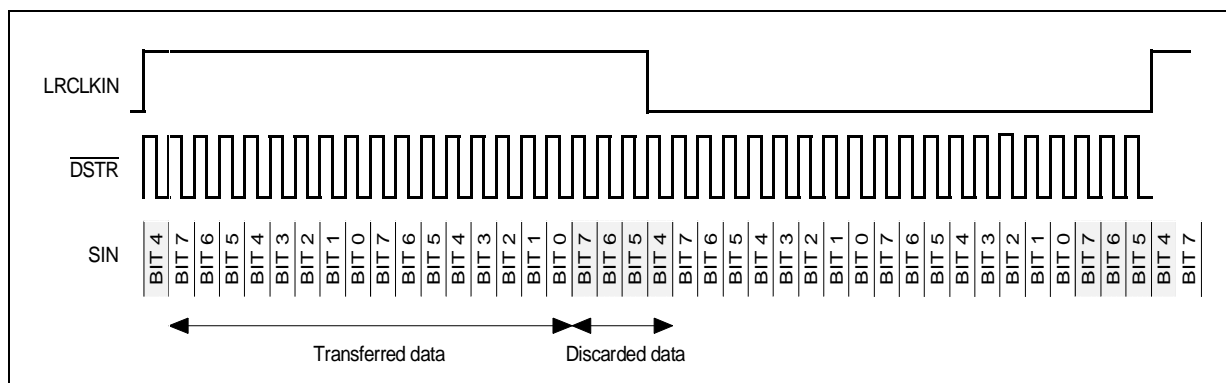 LRCLKIN
DSTR
SIN BIT 4 BIT 7 BIT 6 BIT 5 BIT 4 BIT 3 BIT 2 BIT 1 BIT 0 BIT 7 BIT 6 BIT 5 BIT 4 BIT 3 BIT 2 BIT 1 BIT 0 BIT 7 BIT 6 BIT 5 BIT 4 BIT 7 BIT 6 BIT 5 BIT 4 BIT 3 BIT 2 BIT 1 BIT 0 BIT 7 BIT 6 BIT 5 BIT 4 BIT 3 BIT 2 BIT 1 BIT 0 BIT 7 BIT 6 BIT 5 BIT 4 BIT 7
Transferred data Discarded data